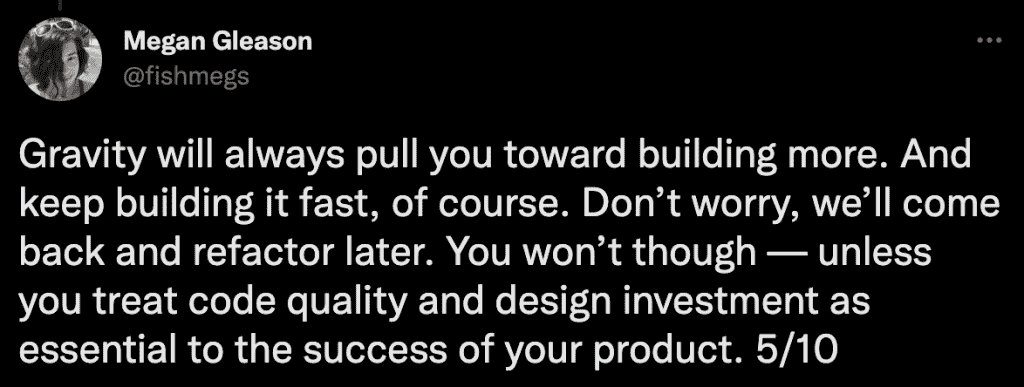 Megan Gleason
@fishmegs
Gravity will always pull you toward building more. And
keep building it fast, of course. Don’t worry, we’ll come
back and refactor later. You won’t though — unless
you treat code quality and design investment as
essential to the success of your product. 5/10